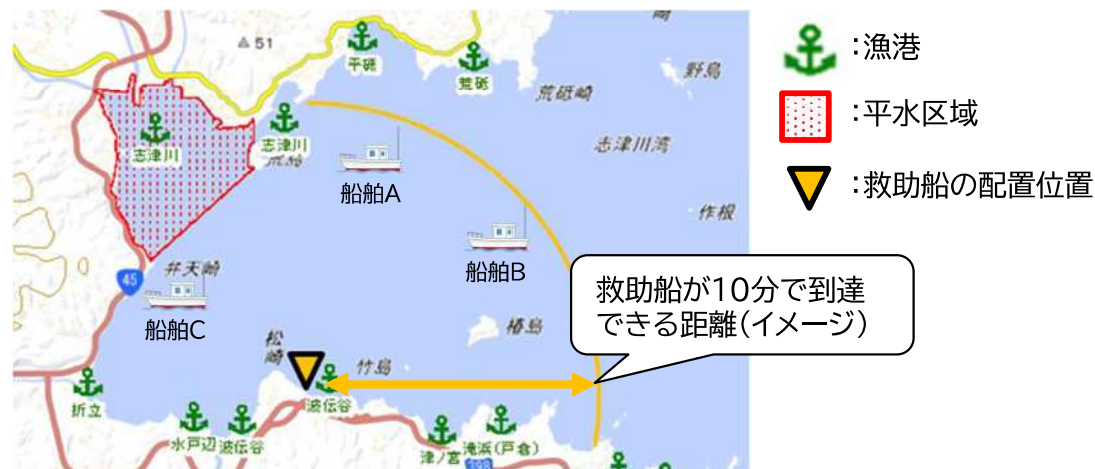 51
平磯
荒砥
荒砥崎
野島
崎
志津川
志津川
志津川湾
作根
船舶A
船舶B
弁天崎
45
船舶C
椿島
松崎
竹島
波伝谷
折立
水戸辺
波伝谷
津ノ宮
滝浜(戸倉)
398
救助船が10分で到達
できる距離(イメージ)
:漁港
:平水区域
:救助船の配置位置